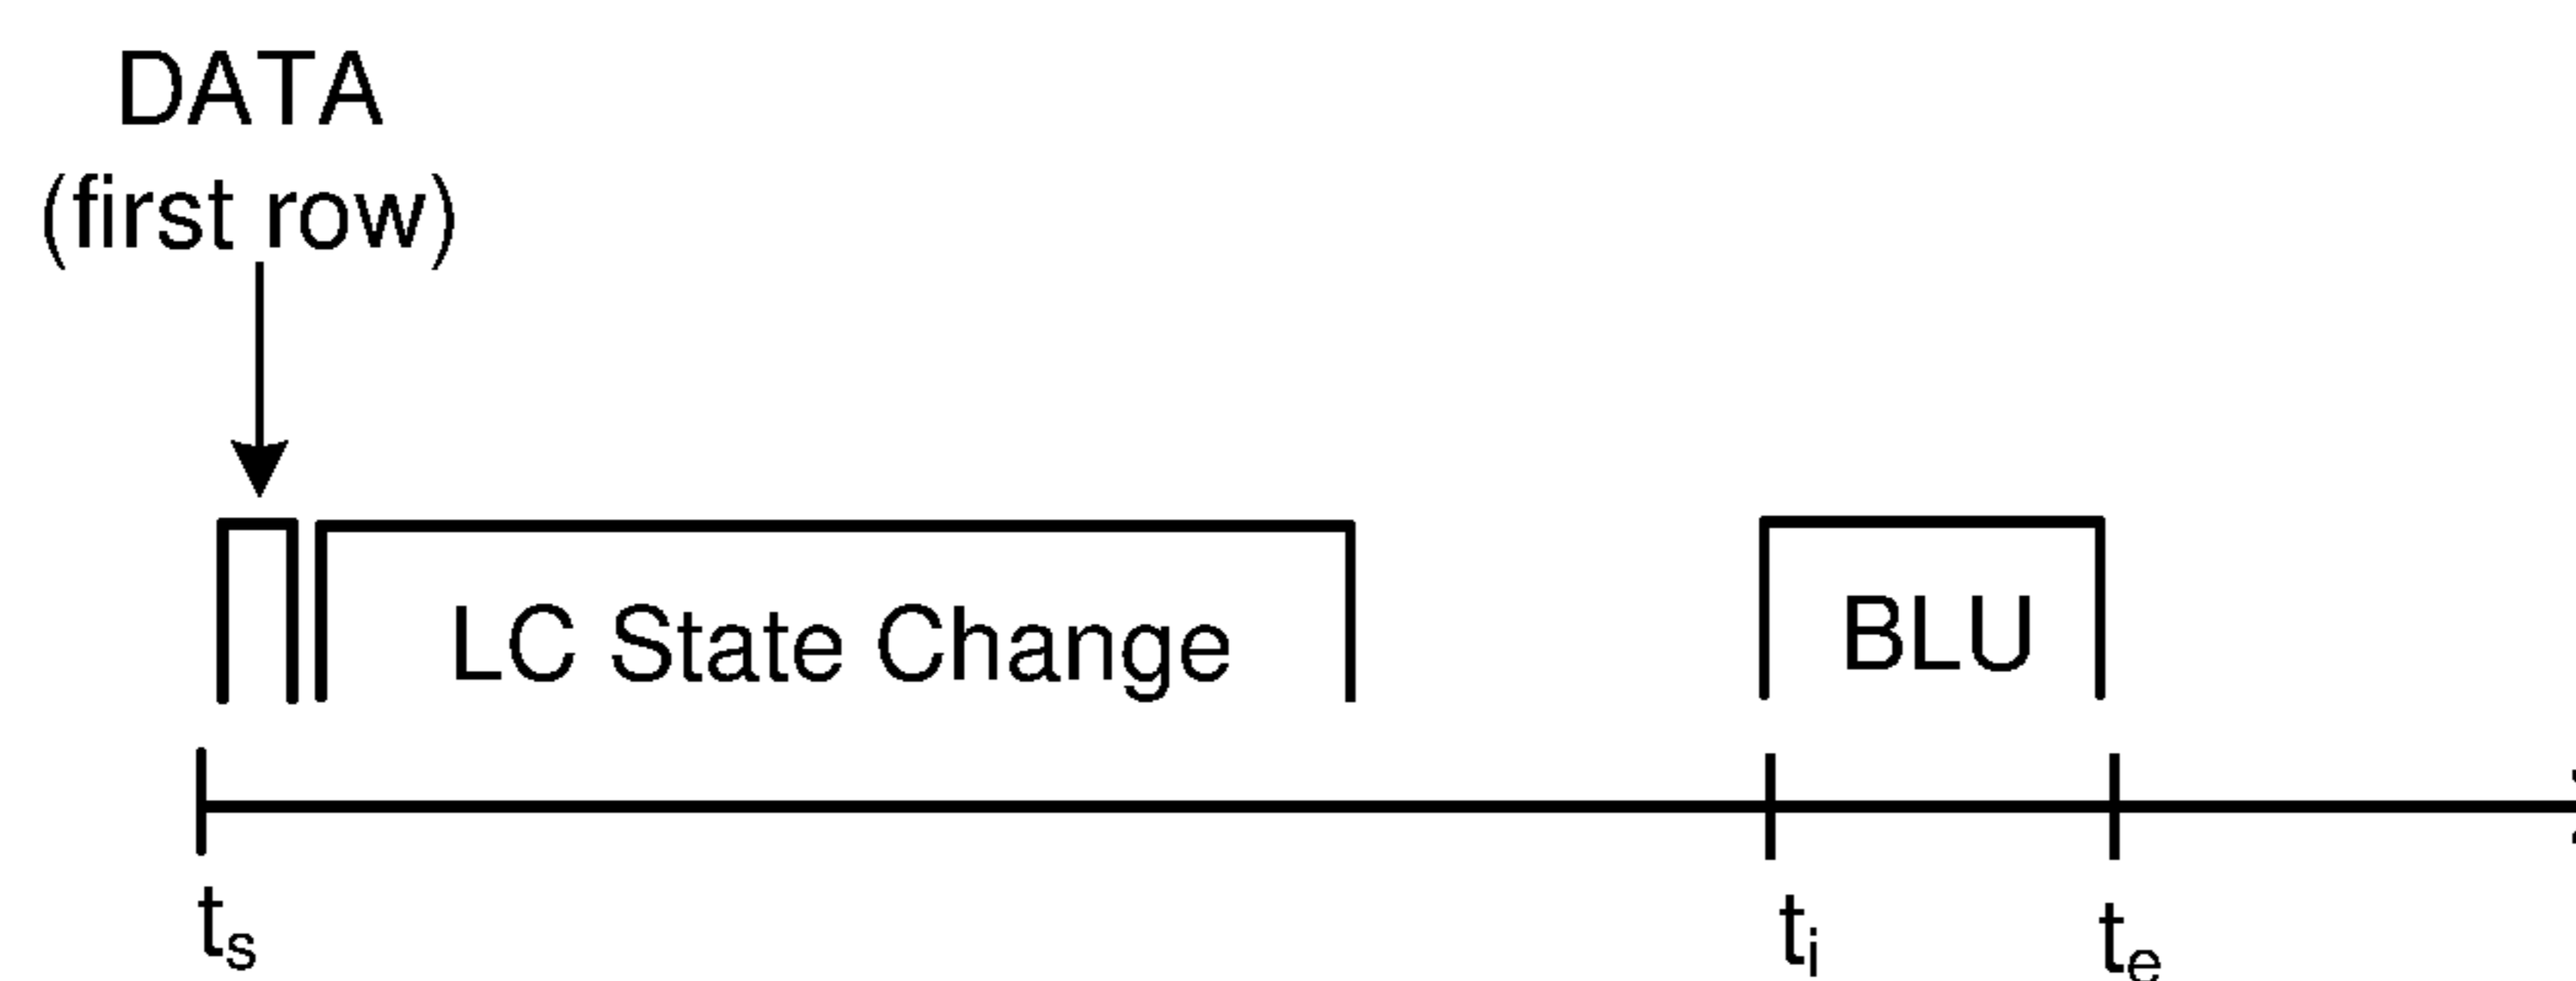 DATA
(first row)
LC State Change
BLU
tₛ
tᵢ
tₑ